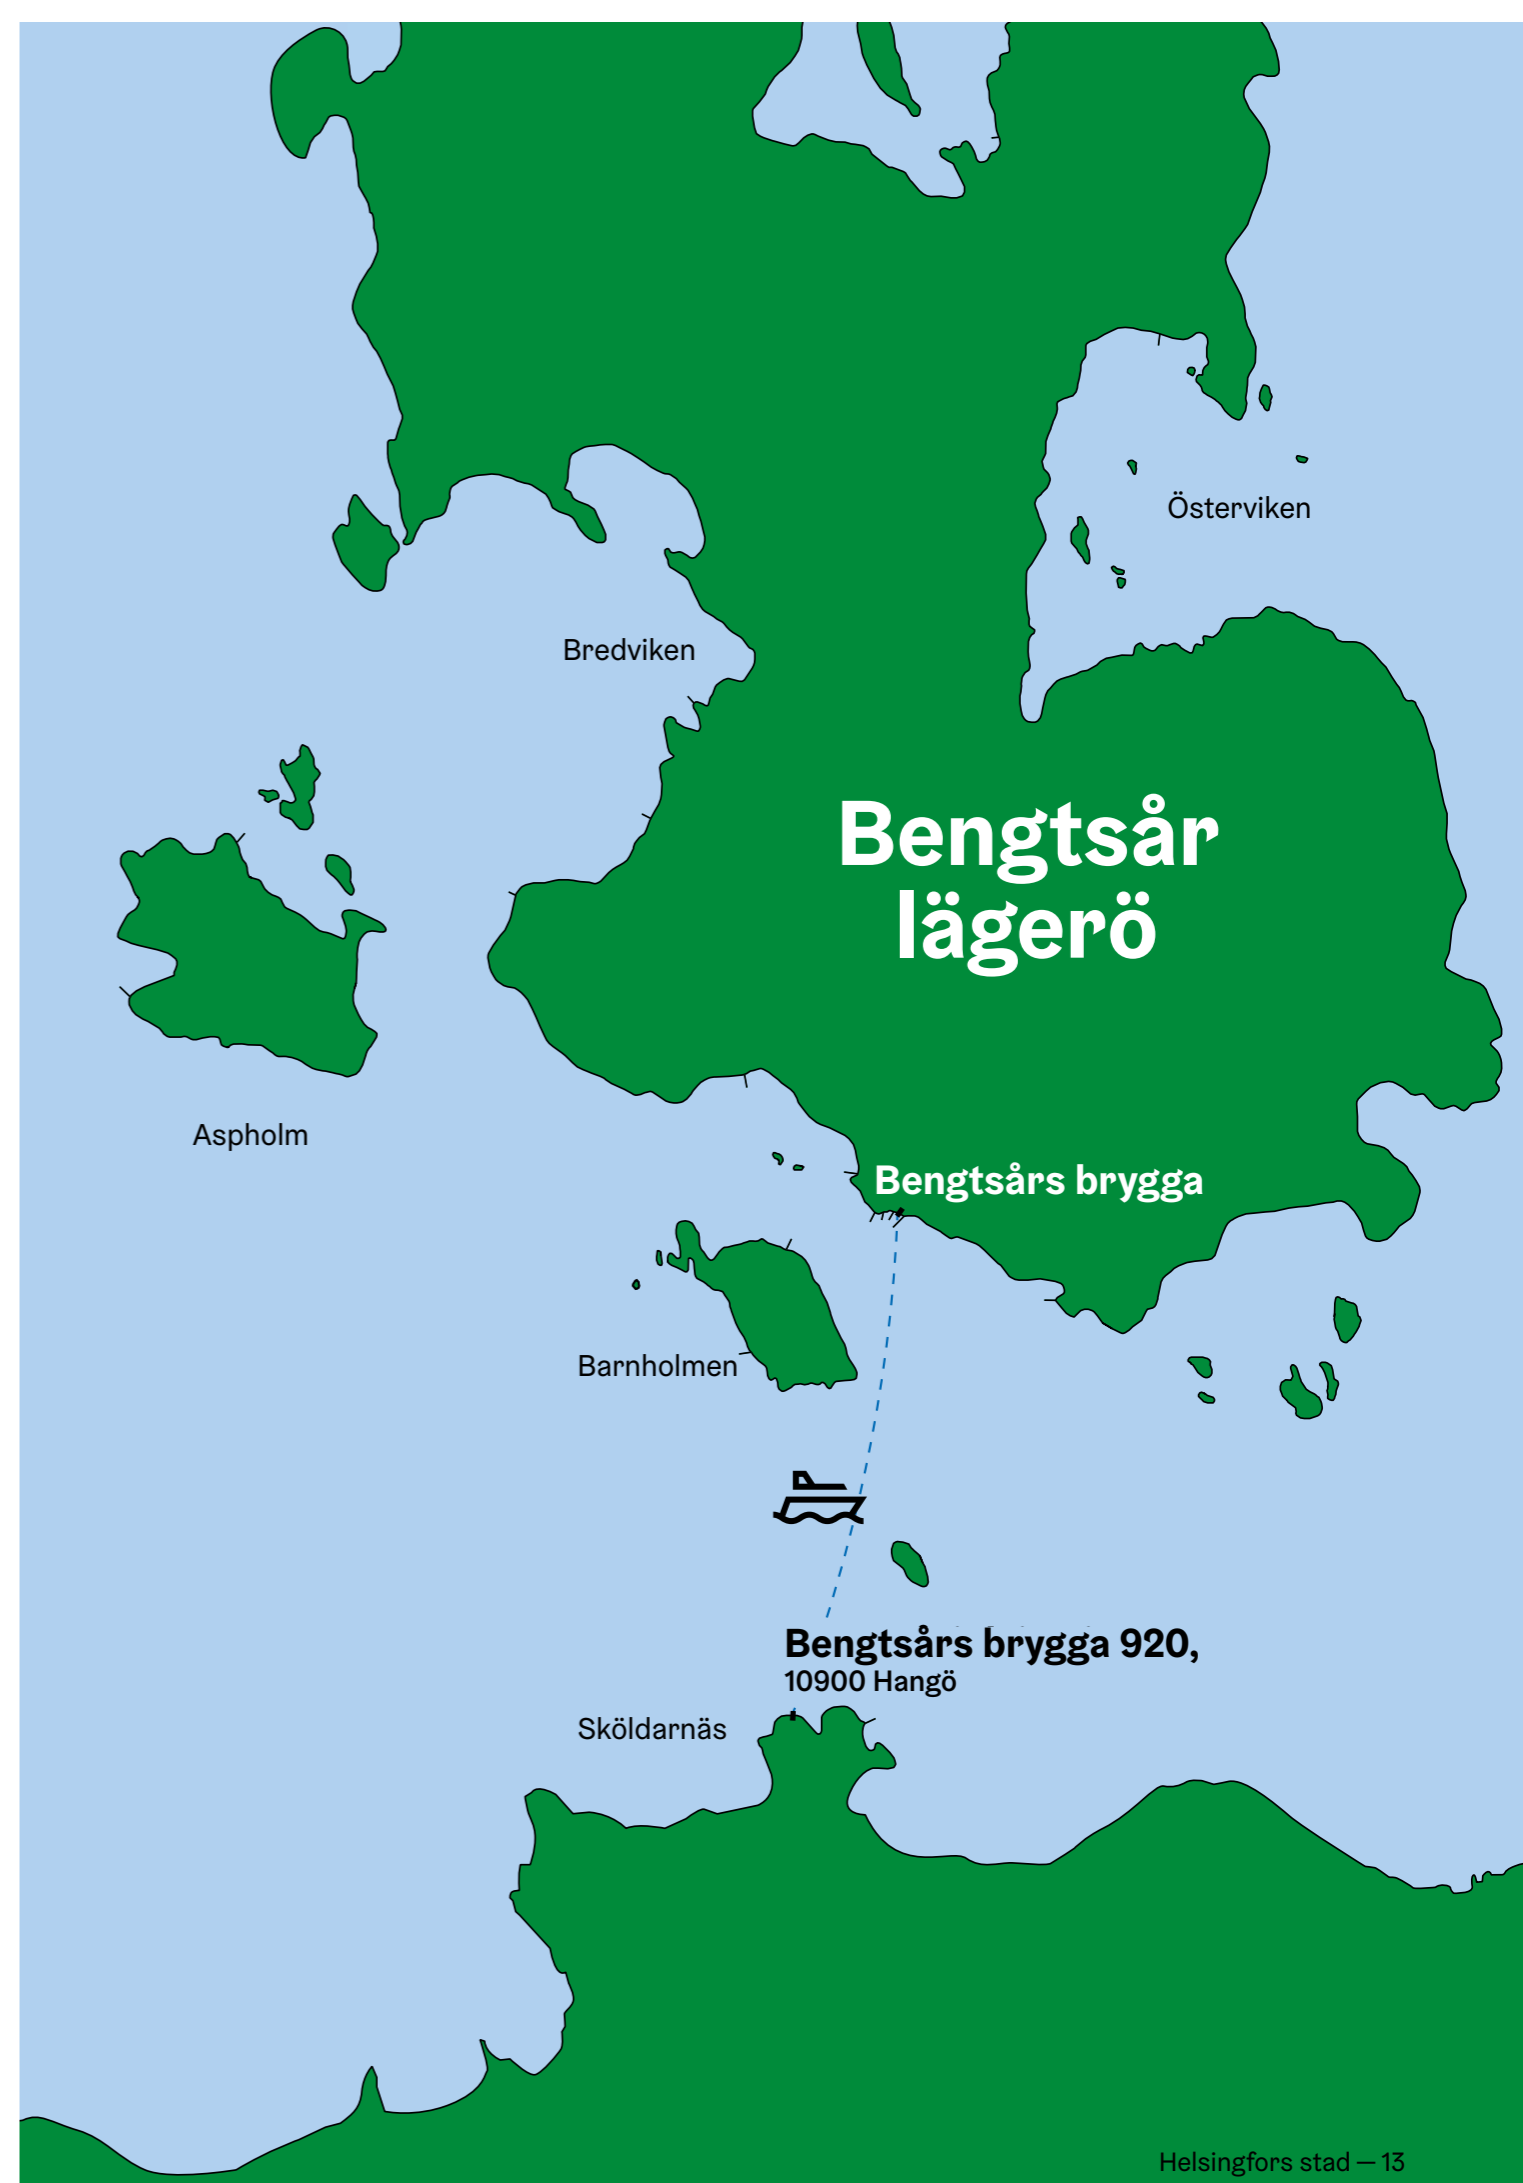 Österviken
Bredviken
Bengtsår
lägerö
Aspholm
Bengtsårs brygga
Barnholmen
Bengtsårs brygga 920,
10900 Hangö
Sköldarnäs
Helsingfors stad — 13